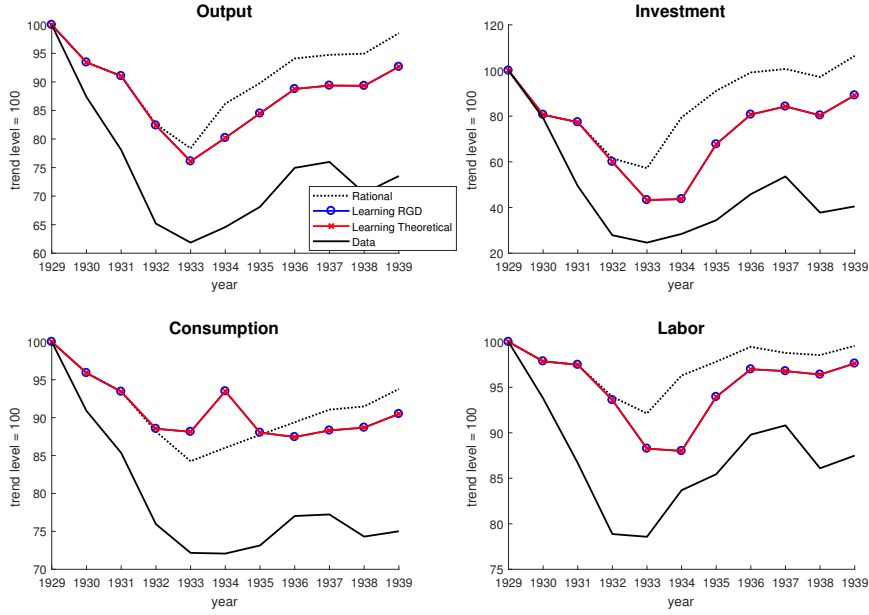 Output
trend level = 100
100
95
90
85
80
75
70
65
60
1929 1930 1931 1932 1933 1934 1935 1936 1937 1938 1939
year
Rational
Learning RGD
Learning Theoretical
Data
Investment
trend level = 100
120
100
80
60
40
20
1929 1930 1931 1932 1933 1934 1935 1936 1937 1938 1939
year
Consumption
trend level = 100
100
95
90
85
80
75
70
1929 1930 1931 1932 1933 1934 1935 1936 1937 1938 1939
year
Labor
trend level = 100
100
95
90
85
80
75
1929 1930 1931 1932 1933 1934 1935 1936 1937 1938 1939
year